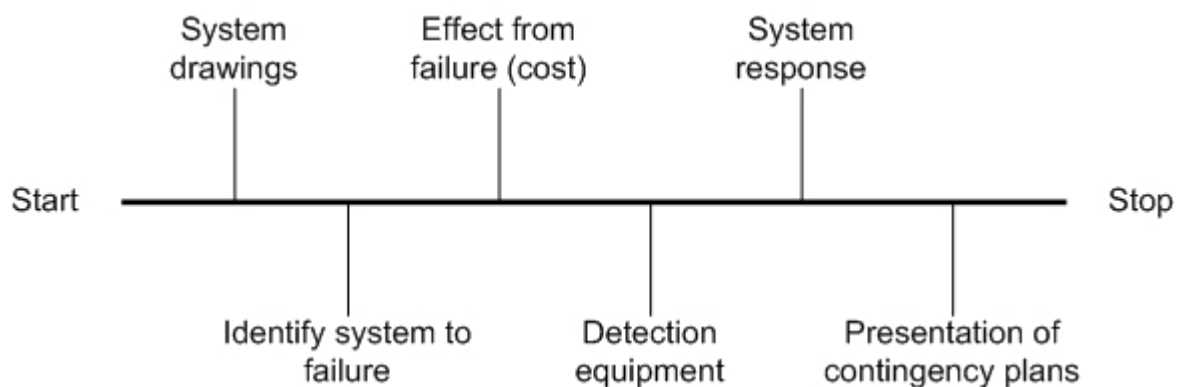 System
drawings
Effect from
failure (cost)
System
response
Start
Stop
Identify system to
failure
Detection
equipment
Presentation of
contingency plans